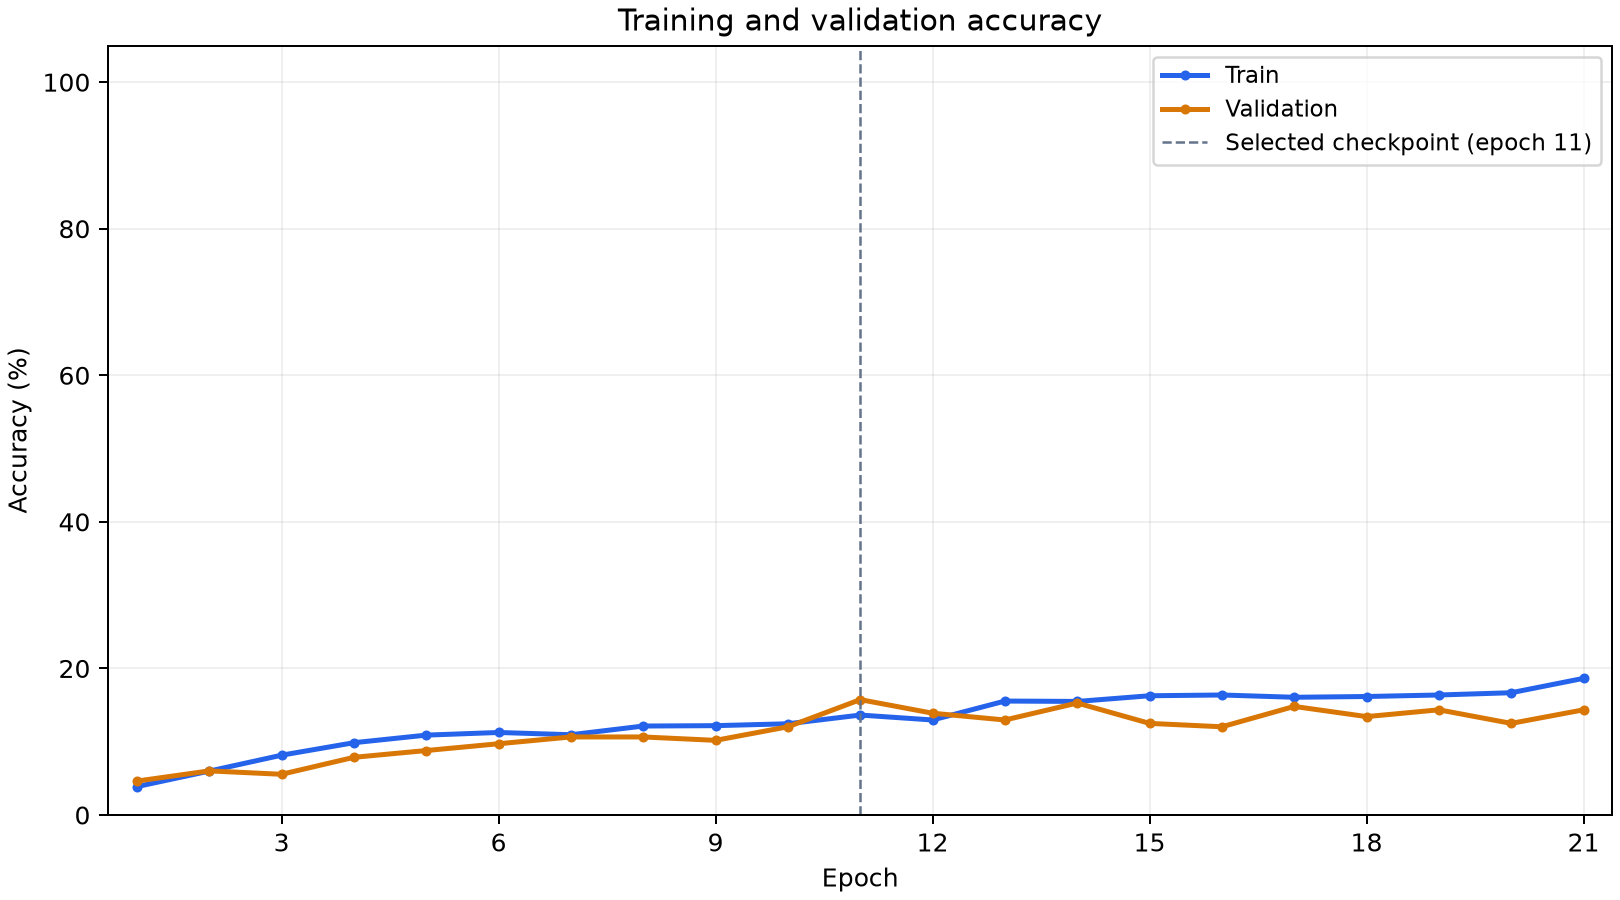 Training and validation accuracy
100
80
60
40
20
0
Accuracy (%)
Train
Validation
Selected checkpoint (epoch 11)
3 6 9 12 15 18 21
Epoch